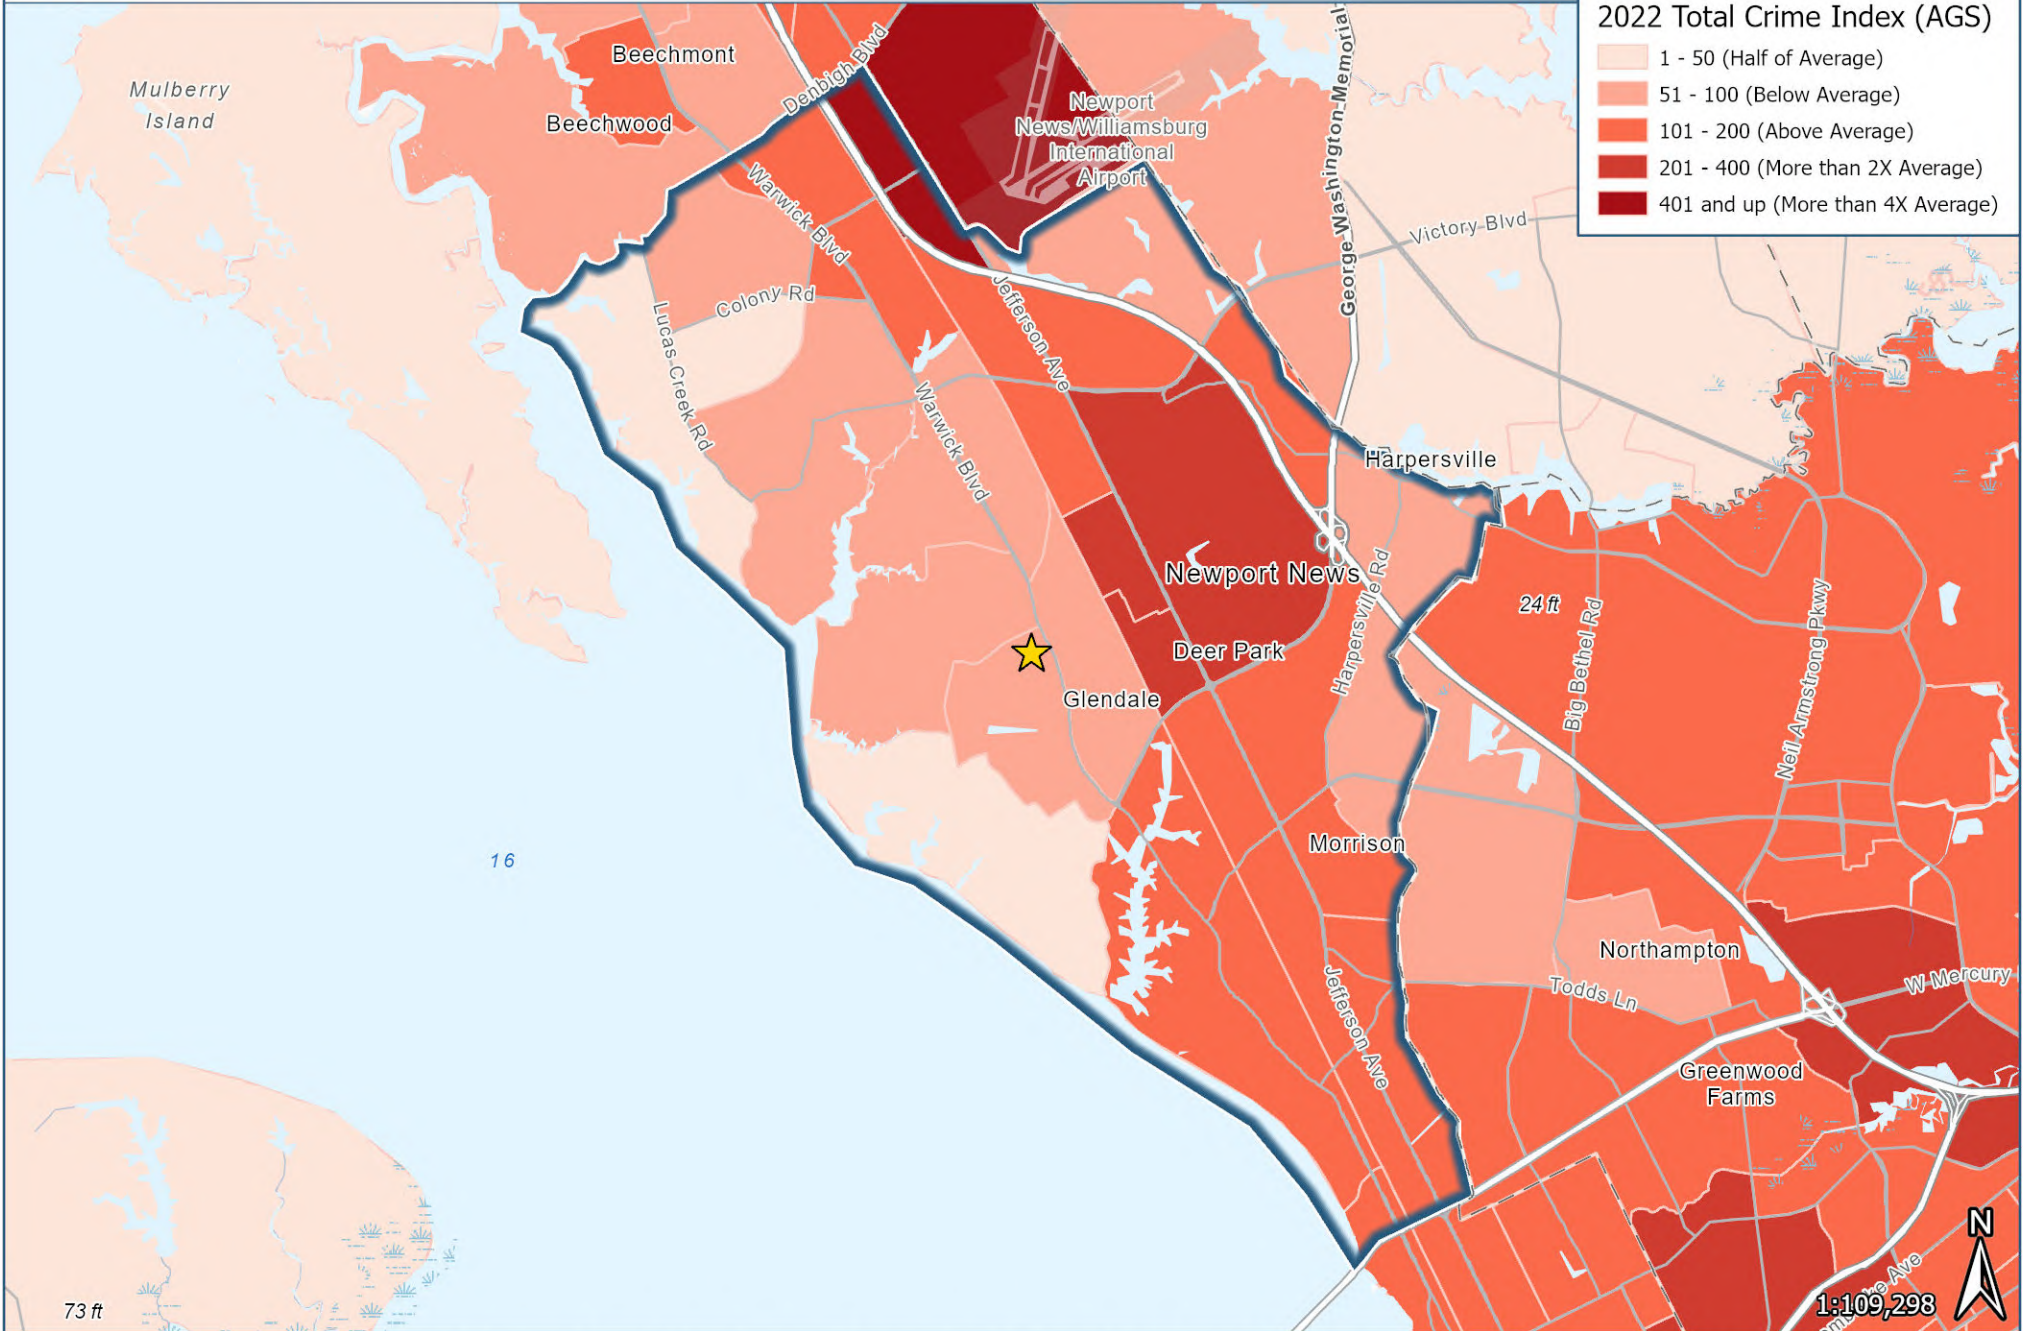 2022 Total Crime Index (AGS)
1 - 50 (Half of Average)
51 - 100 (Below Average)
101 - 200 (Above Average)
201 - 400 (More than 2X Average)
401 and up (More than 4X Average)
Mulberry
Island
Beechmont
Denbigh Blvd
Beechwood
Newport
News/Williamsburg
International
Airport
George Washington Memorial
Victory Blvd
Warwick Blvd
Colony Rd
Lucas Creek Rd
Jefferson Ave
Warwick Blvd
Harpersville
Newport News
Harpersville Rd
24 ft
Big Bethel Rd
Neil Armstrong Pkwy
Deer Park
Glendale
Morrison
16
Northampton
W Mercury
Todds Ln
Jefferson Ave
Greenwood
Farms
N
73 ft
1:109,298
Ave